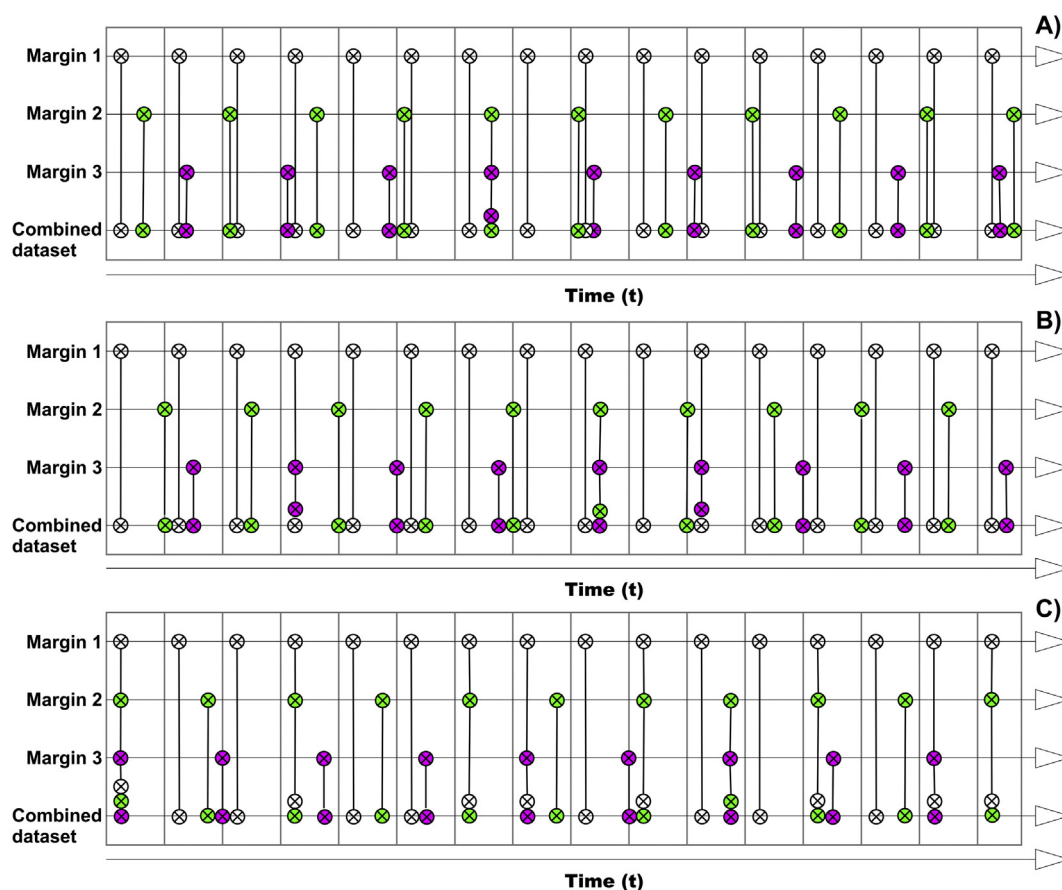 A)
Margin 1
Margin 2
Margin 3
Combined
dataset
Time (t)
B)
Margin 1
Margin 2
Margin 3
Combined
dataset
Time (t)
C)
Margin 1
Margin 2
Margin 3
Combined
dataset
Time (t)